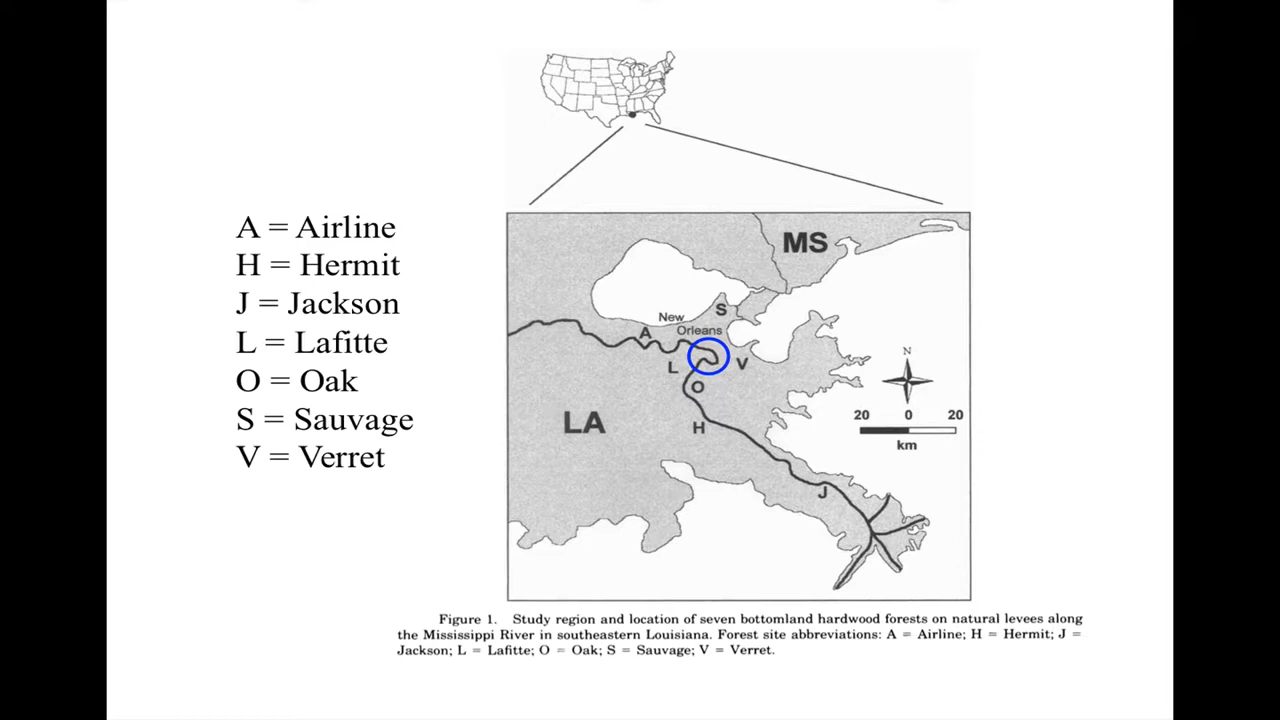 A = Airline
H = Hermit
J = Jackson
L = Lafitte
O = Oak
S = Sauvage
V = Verret
MS
S
New
Orleans
A
L
V
O
LA
H
J
N
20 0 20
km
Figure 1. Study region and location of seven bottomland hardwood forests on natural levees along
the Mississippi River in southeastern Louisiana. Forest site abbreviations: A = Airline; H = Hermit; J =
Jackson; L = Lafitte; O = Oak; S = Sauvage; V = Verret.